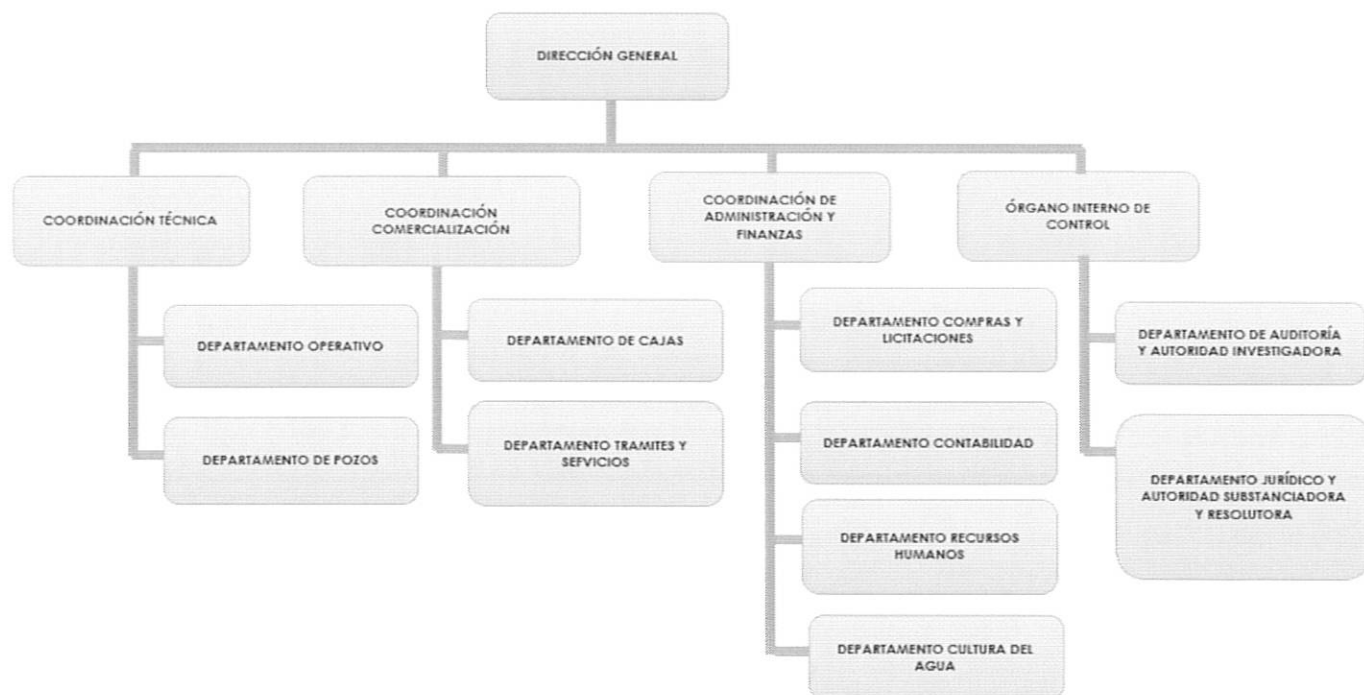 DIRECCIÓN GENERAL
COORDINACIÓN TÉCNICA
COORDINACIÓN
COMERCIALIZACIÓN
COORDINACIÓN DE
ADMINISTRACIÓN Y
FINANZAS
ÓRGANO INTERNO DE
CONTROL
DEPARTAMENTO OPERATIVO
DEPARTAMENTO DE POZOS
DEPARTAMENTO DE CAJAS
DEPARTAMENTO TRAMITES Y
SEFVICIOS
DEPARTAMENTO COMPRAS Y
LICITACIONES
DEPARTAMENTO CONTABILIDAD
DEPARTAMENTO RECURSOS
HUMANOS
DEPARTAMENTO CULTURA DEL
AGUA
DEPARTAMENTO DE AUDITORÍA
Y AUTORIDAD INVESTIGADORA
DEPARTAMENTO JURÍDICO Y
AUTORIDAD SUBSTANCIADORA
Y RESOLUTORA